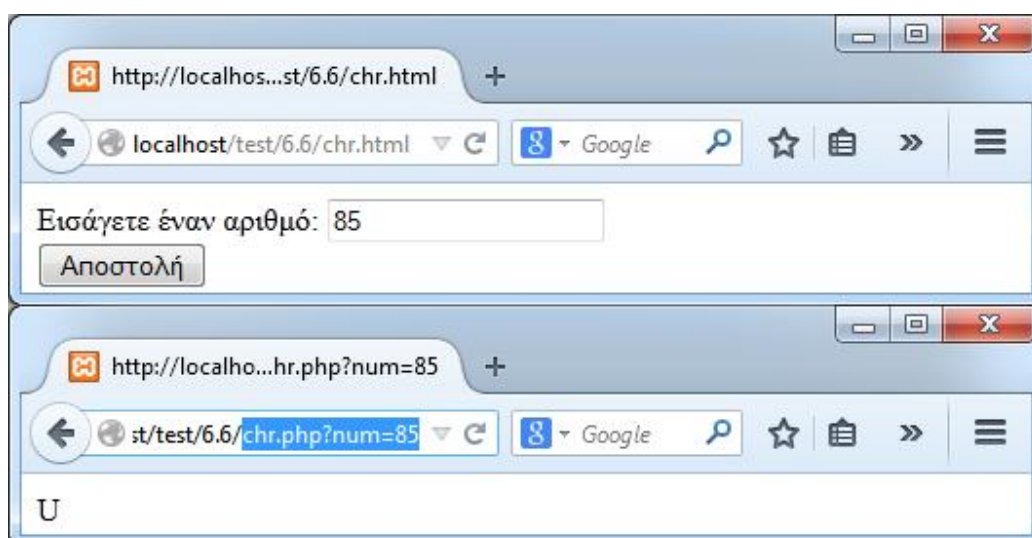 http://localhos...st/6.6/chr.html
localhost/test/6.6/chr.html Google
Εισάγετε έναν αριθμό: 85
Αποστολή
http://localho...hr.php?num=85
st/test/6.6/chr.php?num=85 Google
U